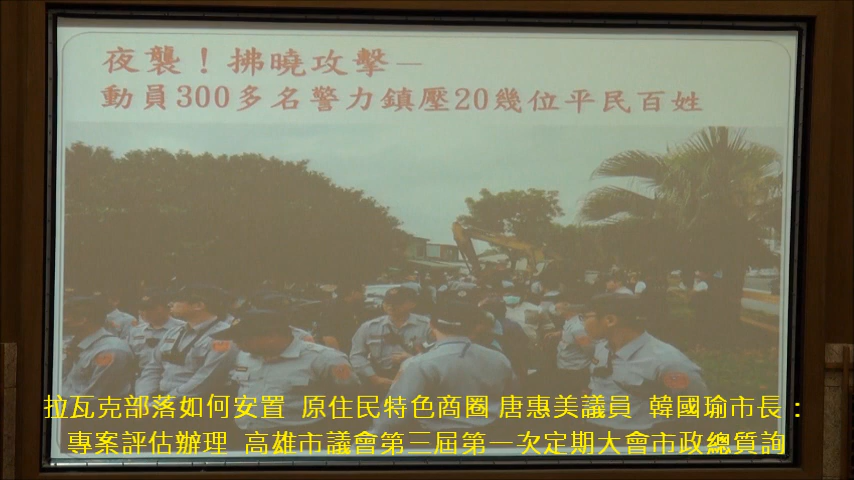 夜襲！拂曉攻擊－
動員300多名警力鎮壓20幾位平民百姓
拉瓦克部落如何安置 原住民特色商圈 唐惠美議員 韓國瑜市長：
專案評估辦理 高雄市議會第三屆第一次定期大會市政總質詢